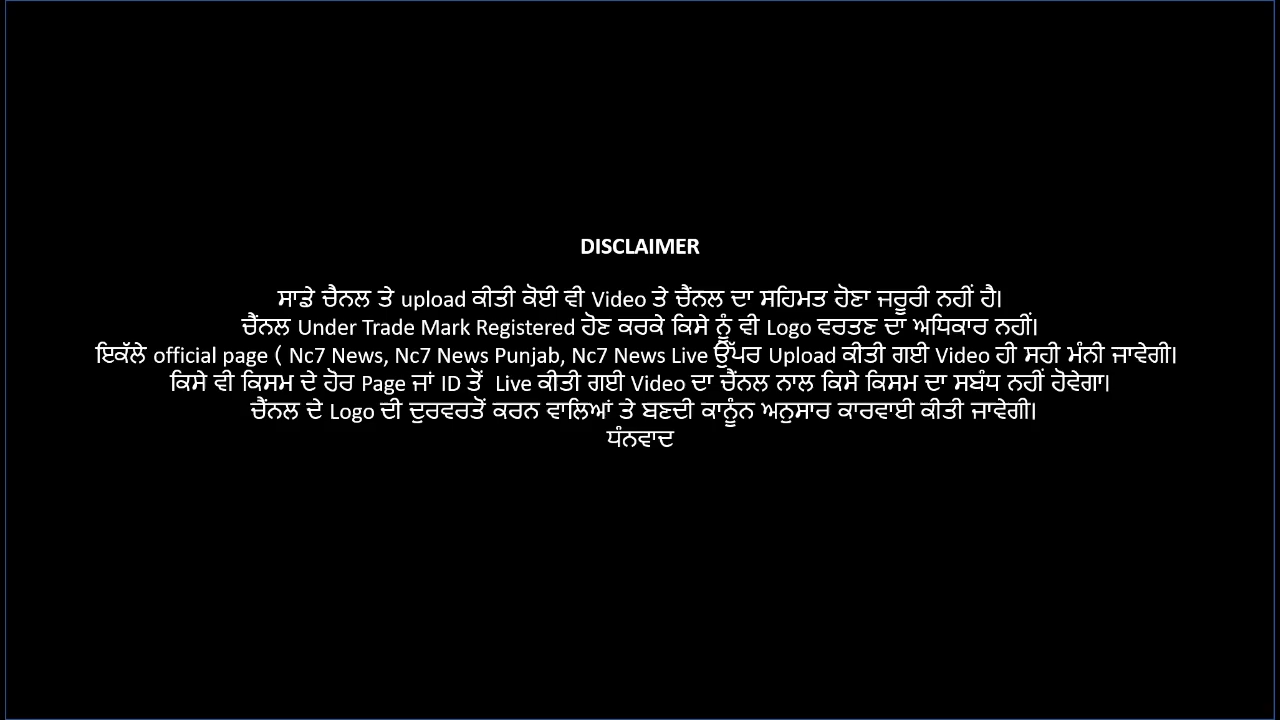 DISCLAIMER
ਸਾਡੇ ਚੈਨਲ ਤੇ upload ਕੀਤੀ ਕੋਈ ਵੀ Video ਤੇ ਚੈੱਨਲ ਦਾ ਸਹਿਮਤ ਹੋਣਾ ਜਰੂਰੀ ਨਹੀਂ ਹੈ।
ਚੈੱਨਲ Under Trade Mark Registered ਹੋਣ ਕਰਕੇ ਕਿਸੇ ਨੂੰ ਵੀ Logo ਵਰਤਣ ਦਾ ਅਧਿਕਾਰ ਨਹੀਂ।
ਇਕੱਲੇ official page ( Nc7 News, Nc7 News Punjab, Nc7 News Live ਉੱਪਰ Upload ਕੀਤੀ ਗਈ Video ਹੀ ਸਹੀ ਮੰਨੀ ਜਾਵੇਗੀ।
ਕਿਸੇ ਵੀ ਕਿਸਮ ਦੇ ਹੋਰ Page ਜਾਂ ID ਤੋਂ Live ਕੀਤੀ ਗਈ Video ਦਾ ਚੈੱਨਲ ਨਾਲ ਕਿਸੇ ਕਿਸਮ ਦਾ ਸਬੰਧ ਨਹੀਂ ਹੋਵੇਗਾ।
ਚੈੱਨਲ ਦੇ Logo ਦੀ ਦੁਰਵਰਤੋਂ ਕਰਨ ਵਾਲਿਆਂ ਤੇ ਬਣਦੀ ਕਾਨੂੰਨ ਅਨੁਸਾਰ ਕਾਰਵਾਈ ਕੀਤੀ ਜਾਵੇਗੀ।
ਧੰਨਵਾਦ